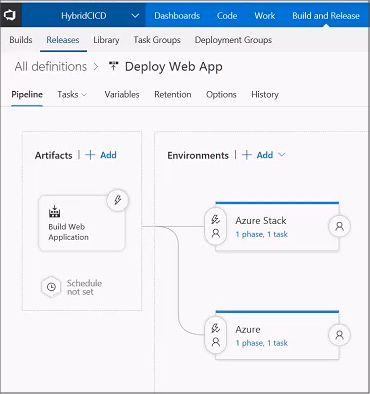 HybridCICD Dashboards Code Work Build and Release
Builds Releases Library Task Groups Deployment Groups
All definitions > Deploy Web App
Pipeline Tasks Variables Retention Options History
Artifacts | + Add
Environments | + Add
Build Web
Application
Schedule
not set
Azure Stack
1 phase, 1 task
Azure
1 phase, 1 task